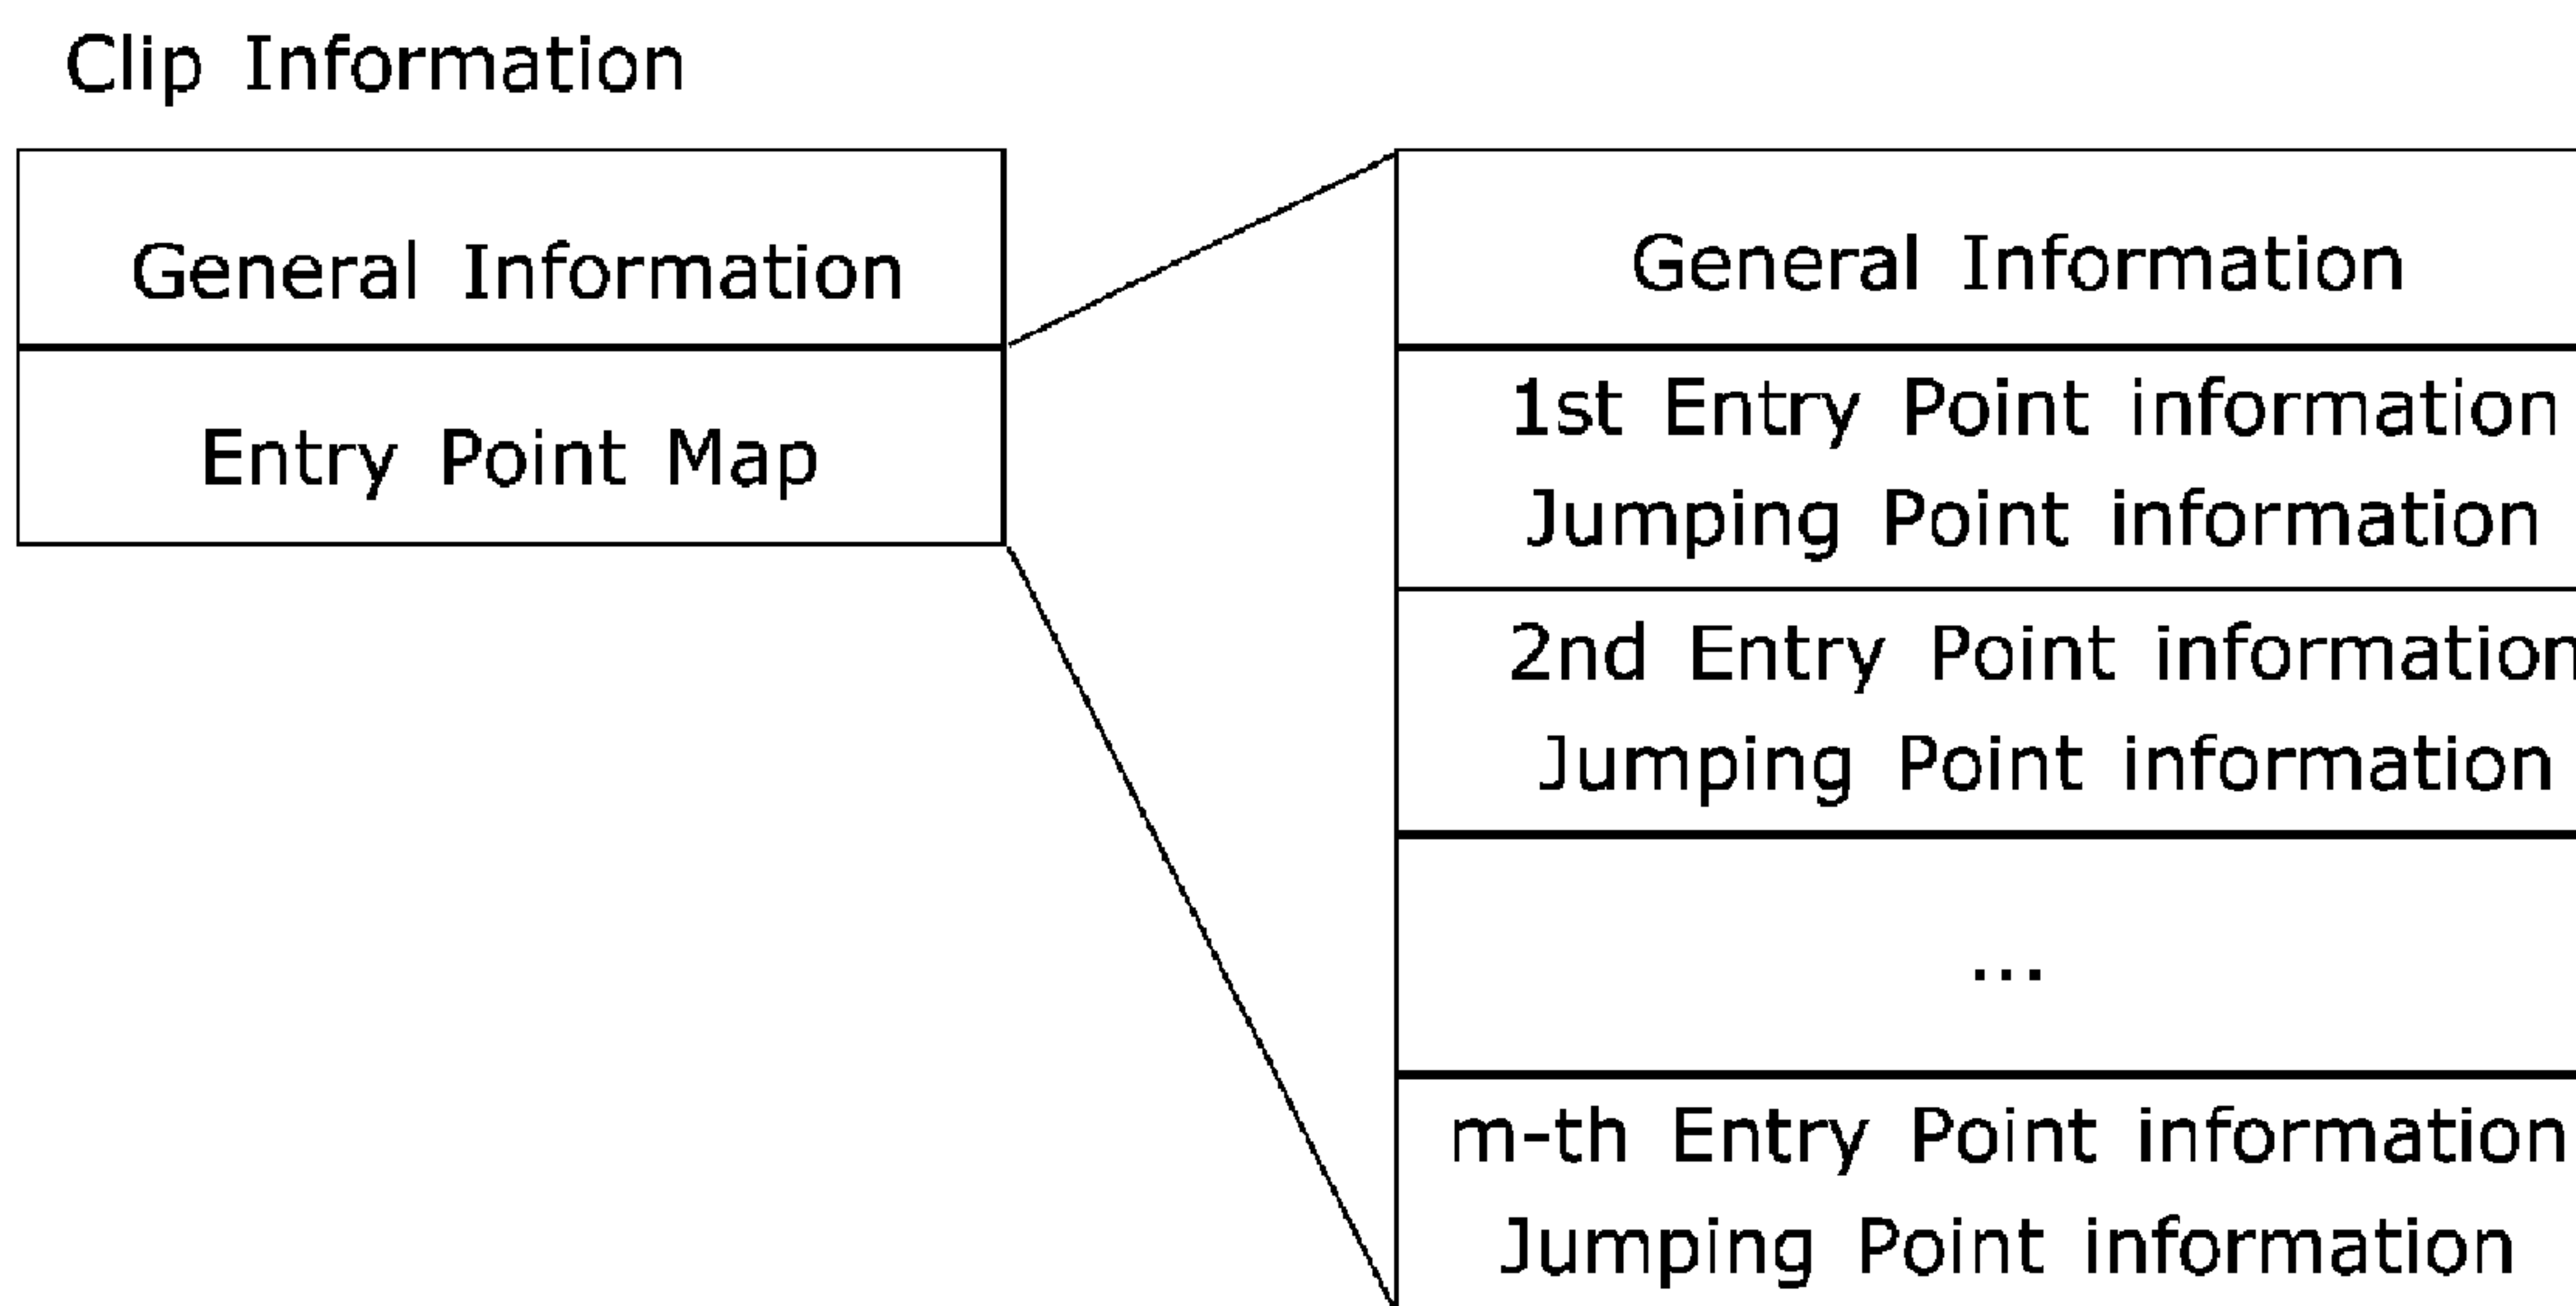 Clip Information
General Information
Entry Point Map
General Information
1st Entry Point information
Jumping Point information
2nd Entry Point information
Jumping Point information
...
m-th Entry Point information
Jumping Point information